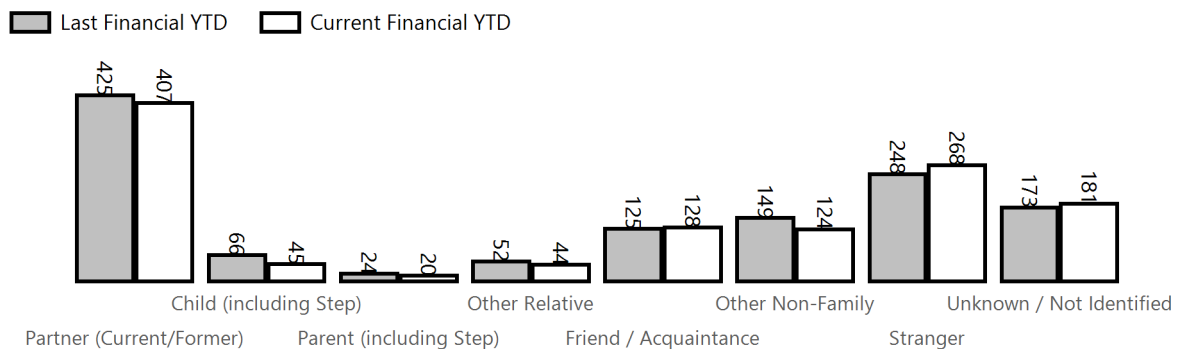 Last Financial YTD Current Financial YTD
425 407 66 45 24 20 52 44 125 128 149 124 248 268 173 181
Child (including Step) Other Relative Other Non-Family Unknown / Not Identified
Partner (Current/Former) Parent (including Step) Friend / Acquaintance Stranger